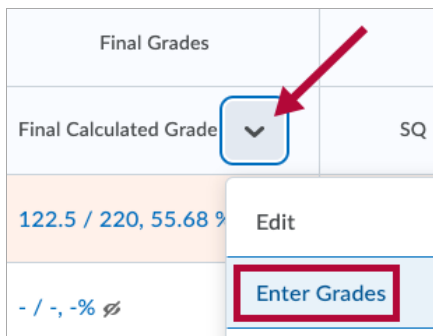 Final Grades
Final Calculated Grade
SQ
122.5 / 220, 55.68 %
Edit
Enter Grades
- / -, -%